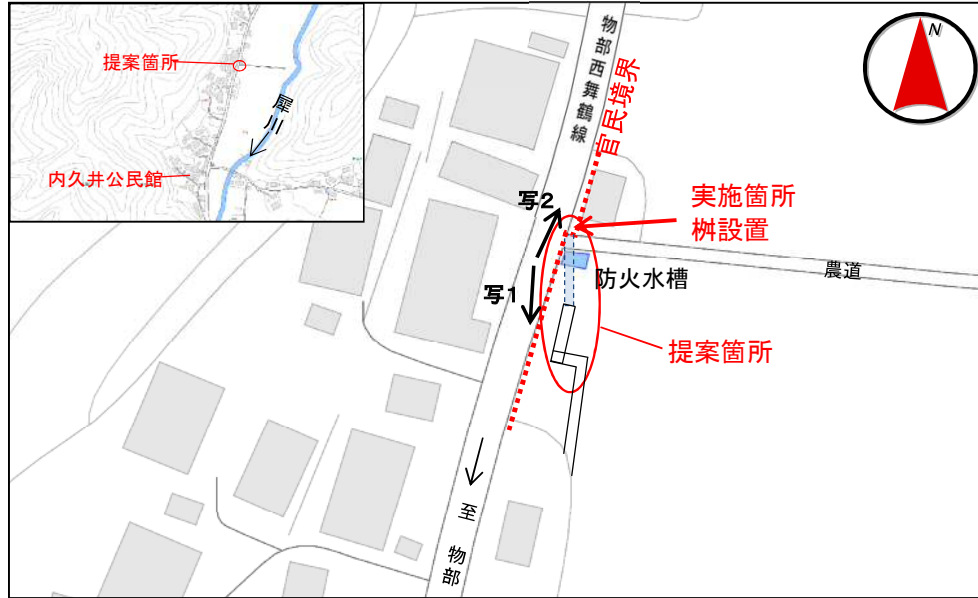 提案箇所
犀川
内久井公民館
物部西舞鶴線
官民境界
N
写2
実施箇所
桝設置
農道
防火水槽
写1
提案箇所
至 物部